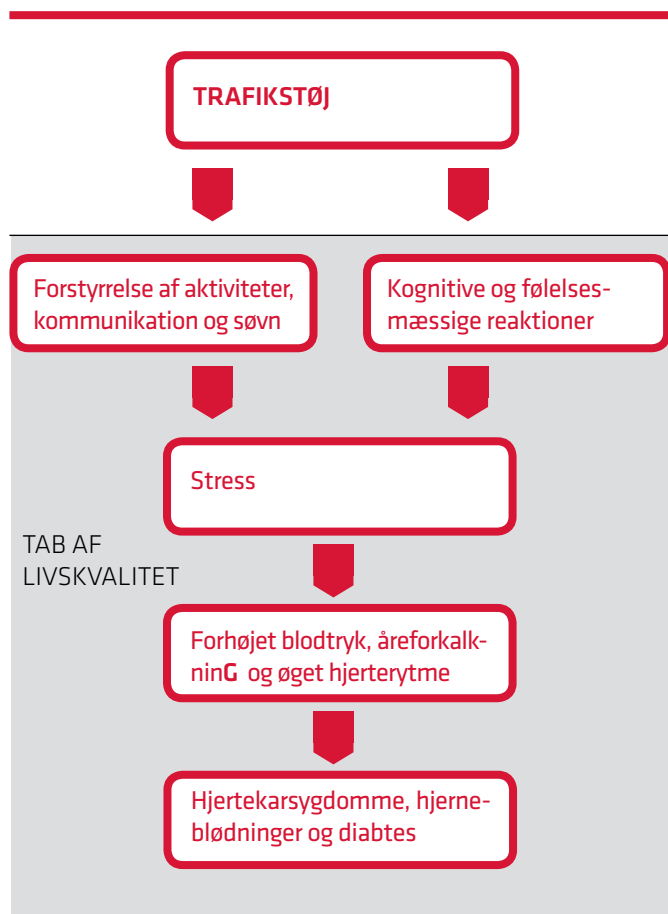 TRAFIKSTØJ
Forstyrrelse af aktiviteter,
kommunikation og søvn
Kognitive og følelses-
mæssige reaktioner
Stress
TAB AF
LIVSKVALITET
Forhøjet blodtryk, åreforkalk-
ninG og øget hjerterytme
Hjertekarsygdomme, hjerne-
blødninger og diabtes